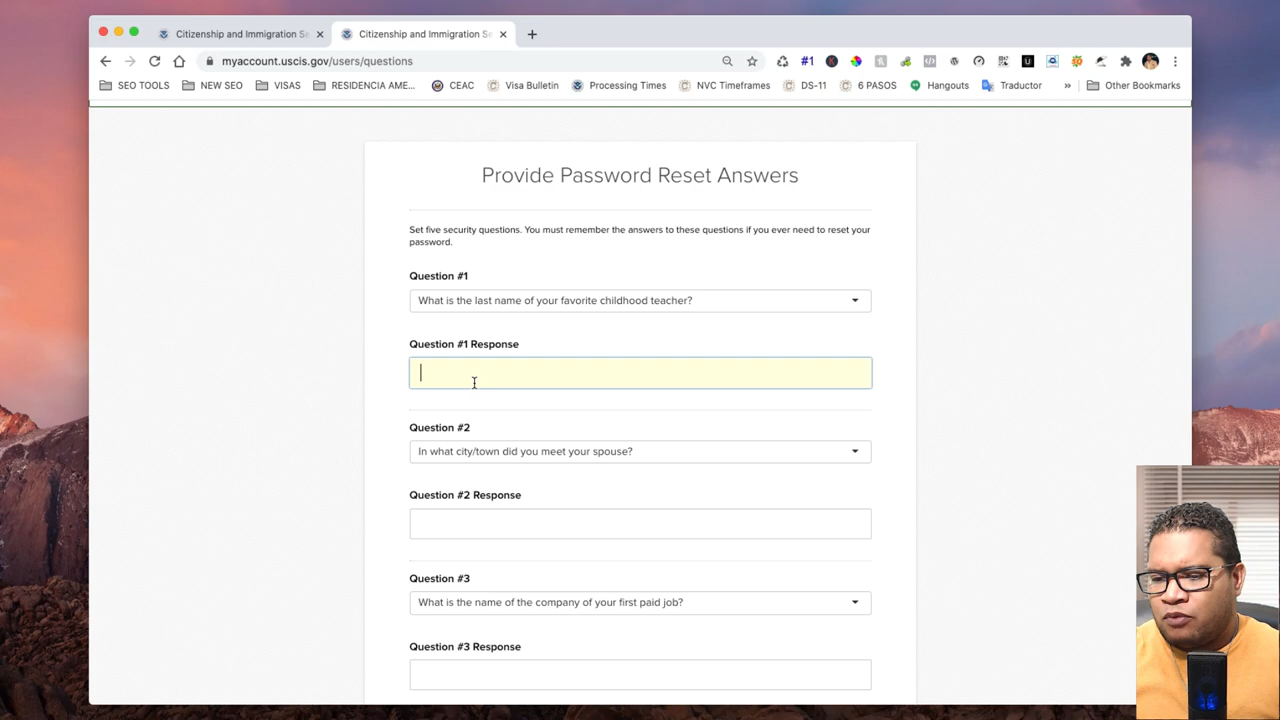 Citizenship and Immigration Se
Citizenship and Immigration Se
myaccount.uscis.gov/users/questions
#1
SEO TOOLS
NEW SEO
VISAS
RESIDENCIA AME...
CEAC
Visa Bulletin
Processing Times
NVC Timeframes
DS-11
6 PASOS
Hangouts
Traductor
»
Other Bookmarks
Provide Password Reset Answers
Set five security questions. You must remember the answers to these questions if you ever need to reset your
password.
Question #1
What is the last name of your favorite childhood teacher?
Question #1 Response
Question #2
In what city/town did you meet your spouse?
Question #2 Response
Question #3
What is the name of the company of your first paid job?
Question #3 Response